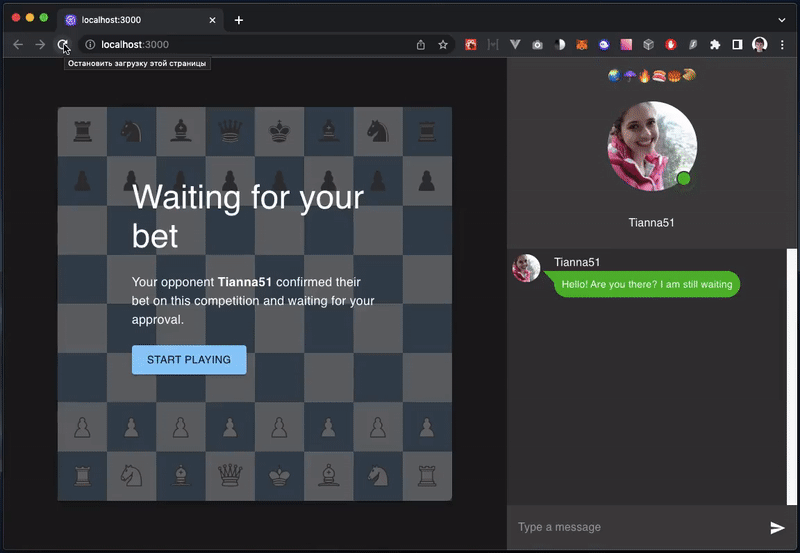 localhost:3000
localhost:3000
Остановить загрузку этой страницы
Waiting for your
bet
Your opponent Tianna51 confirmed their
bet on this competition and waiting for your
approval.
START PLAYING
Tianna51
Tianna51
Hello! Are you there? I am still waiting
Type a message